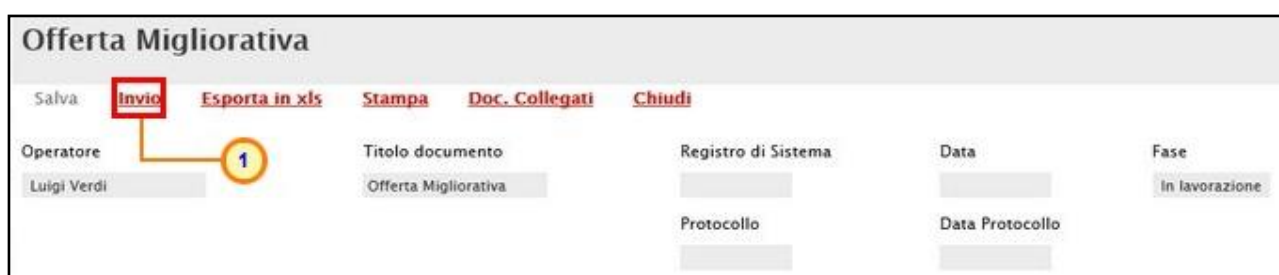 Offerta Migliorativa
Salva Invio Esporta in xls Stampa Doc. Collegati Chiudi
Operatore Titolo documento Registro di Sistema Data Fase
1
Luigi Verdi Offerta Migliorativa In lavorazione
Protocollo Data Protocollo